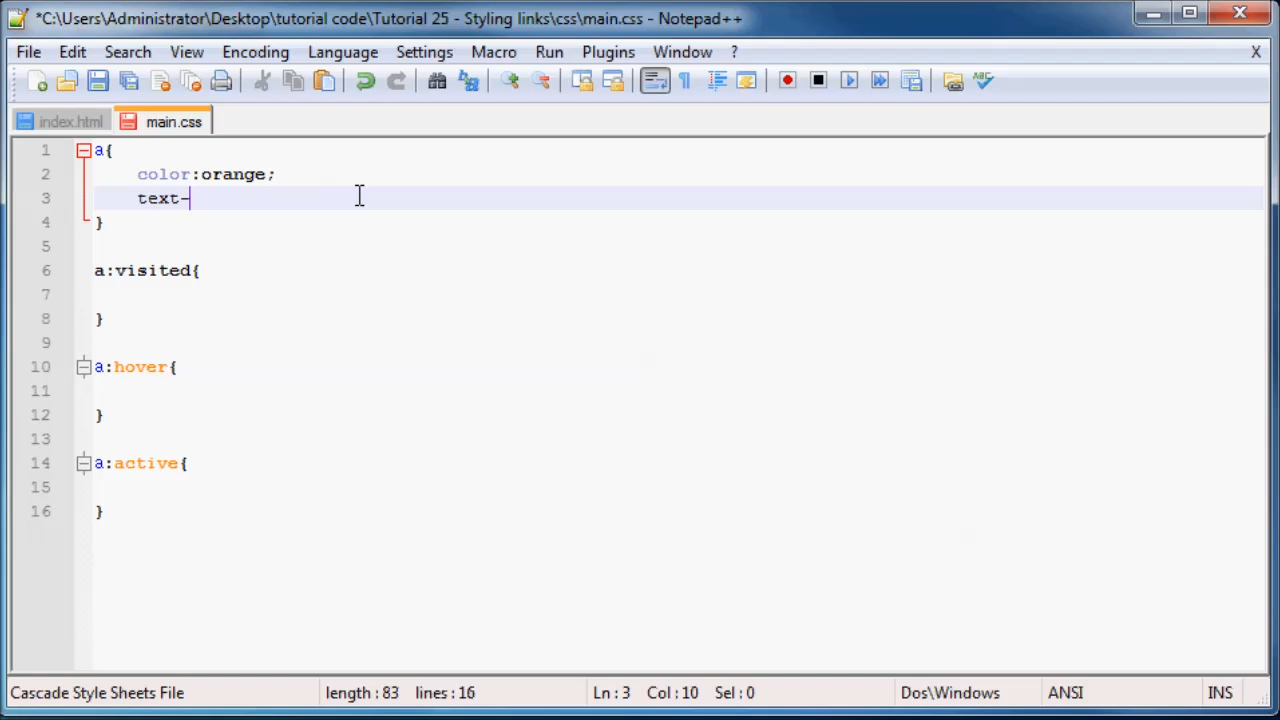 *C:\Users\Administrator\Desktop\tutorial code\Tutorial 25 - Styling links\css\main.css - Notepad++
File Edit Search View Encoding Language Settings Macro Run Plugins Window ? X
index.html main.css
1 a{
2 color:orange;
3 text-
4 }
5
6 a:visited{
7
8 }
9
10 a:hover{
11
12 }
13
14 a:active{
15
16 }
Cascade Style Sheets File length : 83 lines : 16 Ln : 3 Col : 10 Sel : 0 Dos\Windows ANSI INS